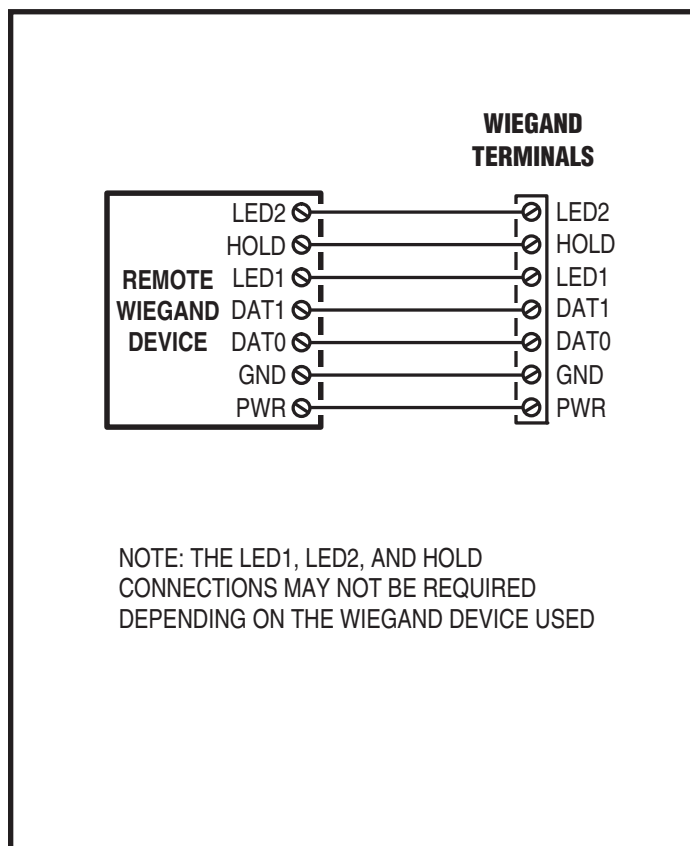 WIEGAND
TERMINALS
LED2 LED2
HOLD HOLD
REMOTE LED1 LED1
WIEGAND DAT1 DAT1
DEVICE DAT0 DAT0
GND GND
PWR PWR
NOTE: THE LED1, LED2, AND HOLD
CONNECTIONS MAY NOT BE REQUIRED
DEPENDING ON THE WIEGAND DEVICE USED